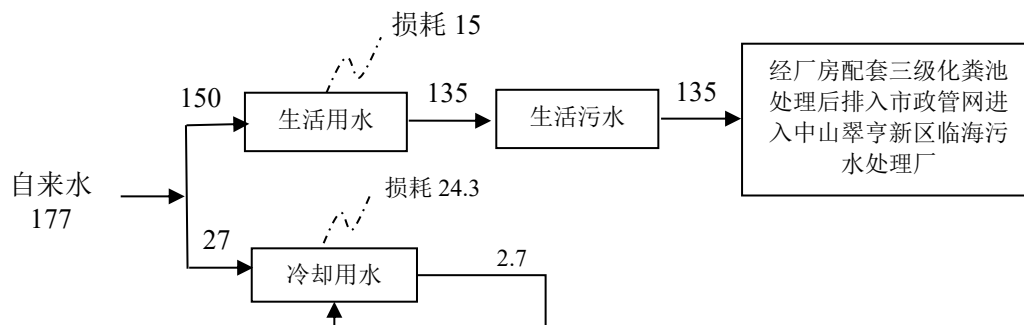 损耗 15
150
生活用水
135
生活污水
135
经厂房配套三级化粪池
处理后排入市政管网进
入中山翠亨新区临海污
水处理厂
自来水
177
损耗 24.3
27
冷却用水
2.7